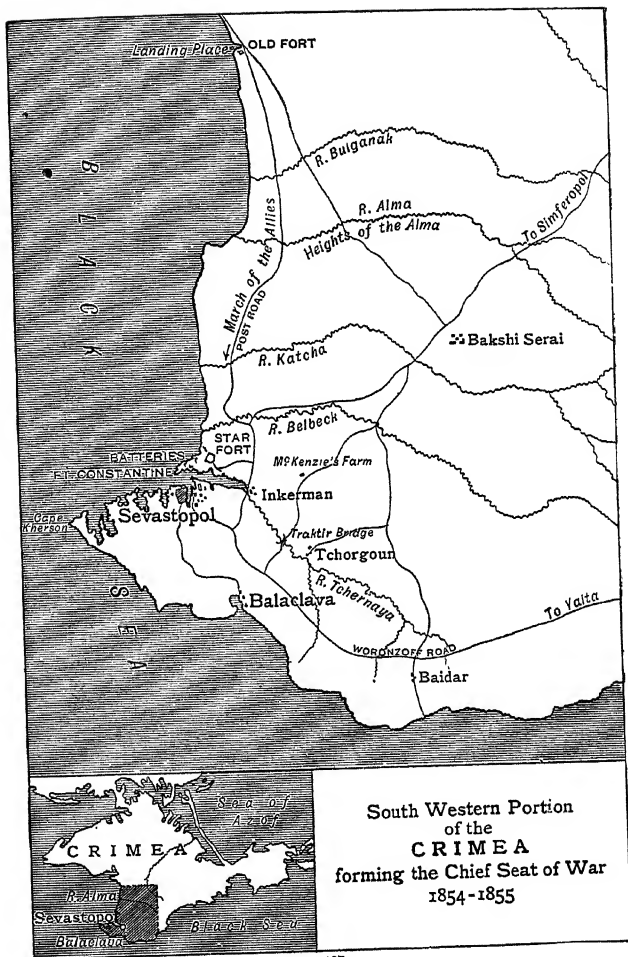 Landing Place
OLD FORT
R. Bulganak
R. Alma
Heights of the Alma
To Simferopol
BLACK
SEA
March of the Allies
POST ROAD
Bakshi Serai
R. Katcha
R. Belbeck
STAR
FORT
BATTERIES
FT. CONSTANTINE
McKenzie's Farm
Inkerman
Cape
Kherson
Sevastopol
Traktir Bridge
Tchorgoun
R. Tchernaya
Balaclava
To Yalta
WORONZOFF ROAD
Baidar
Sea of
Azof
CRIMEA
R. Alma
Sevastopol
Balaclava
Black Sea
South Western Portion
of the
CRIMEA
forming the Chief Seat of War
1854-1855